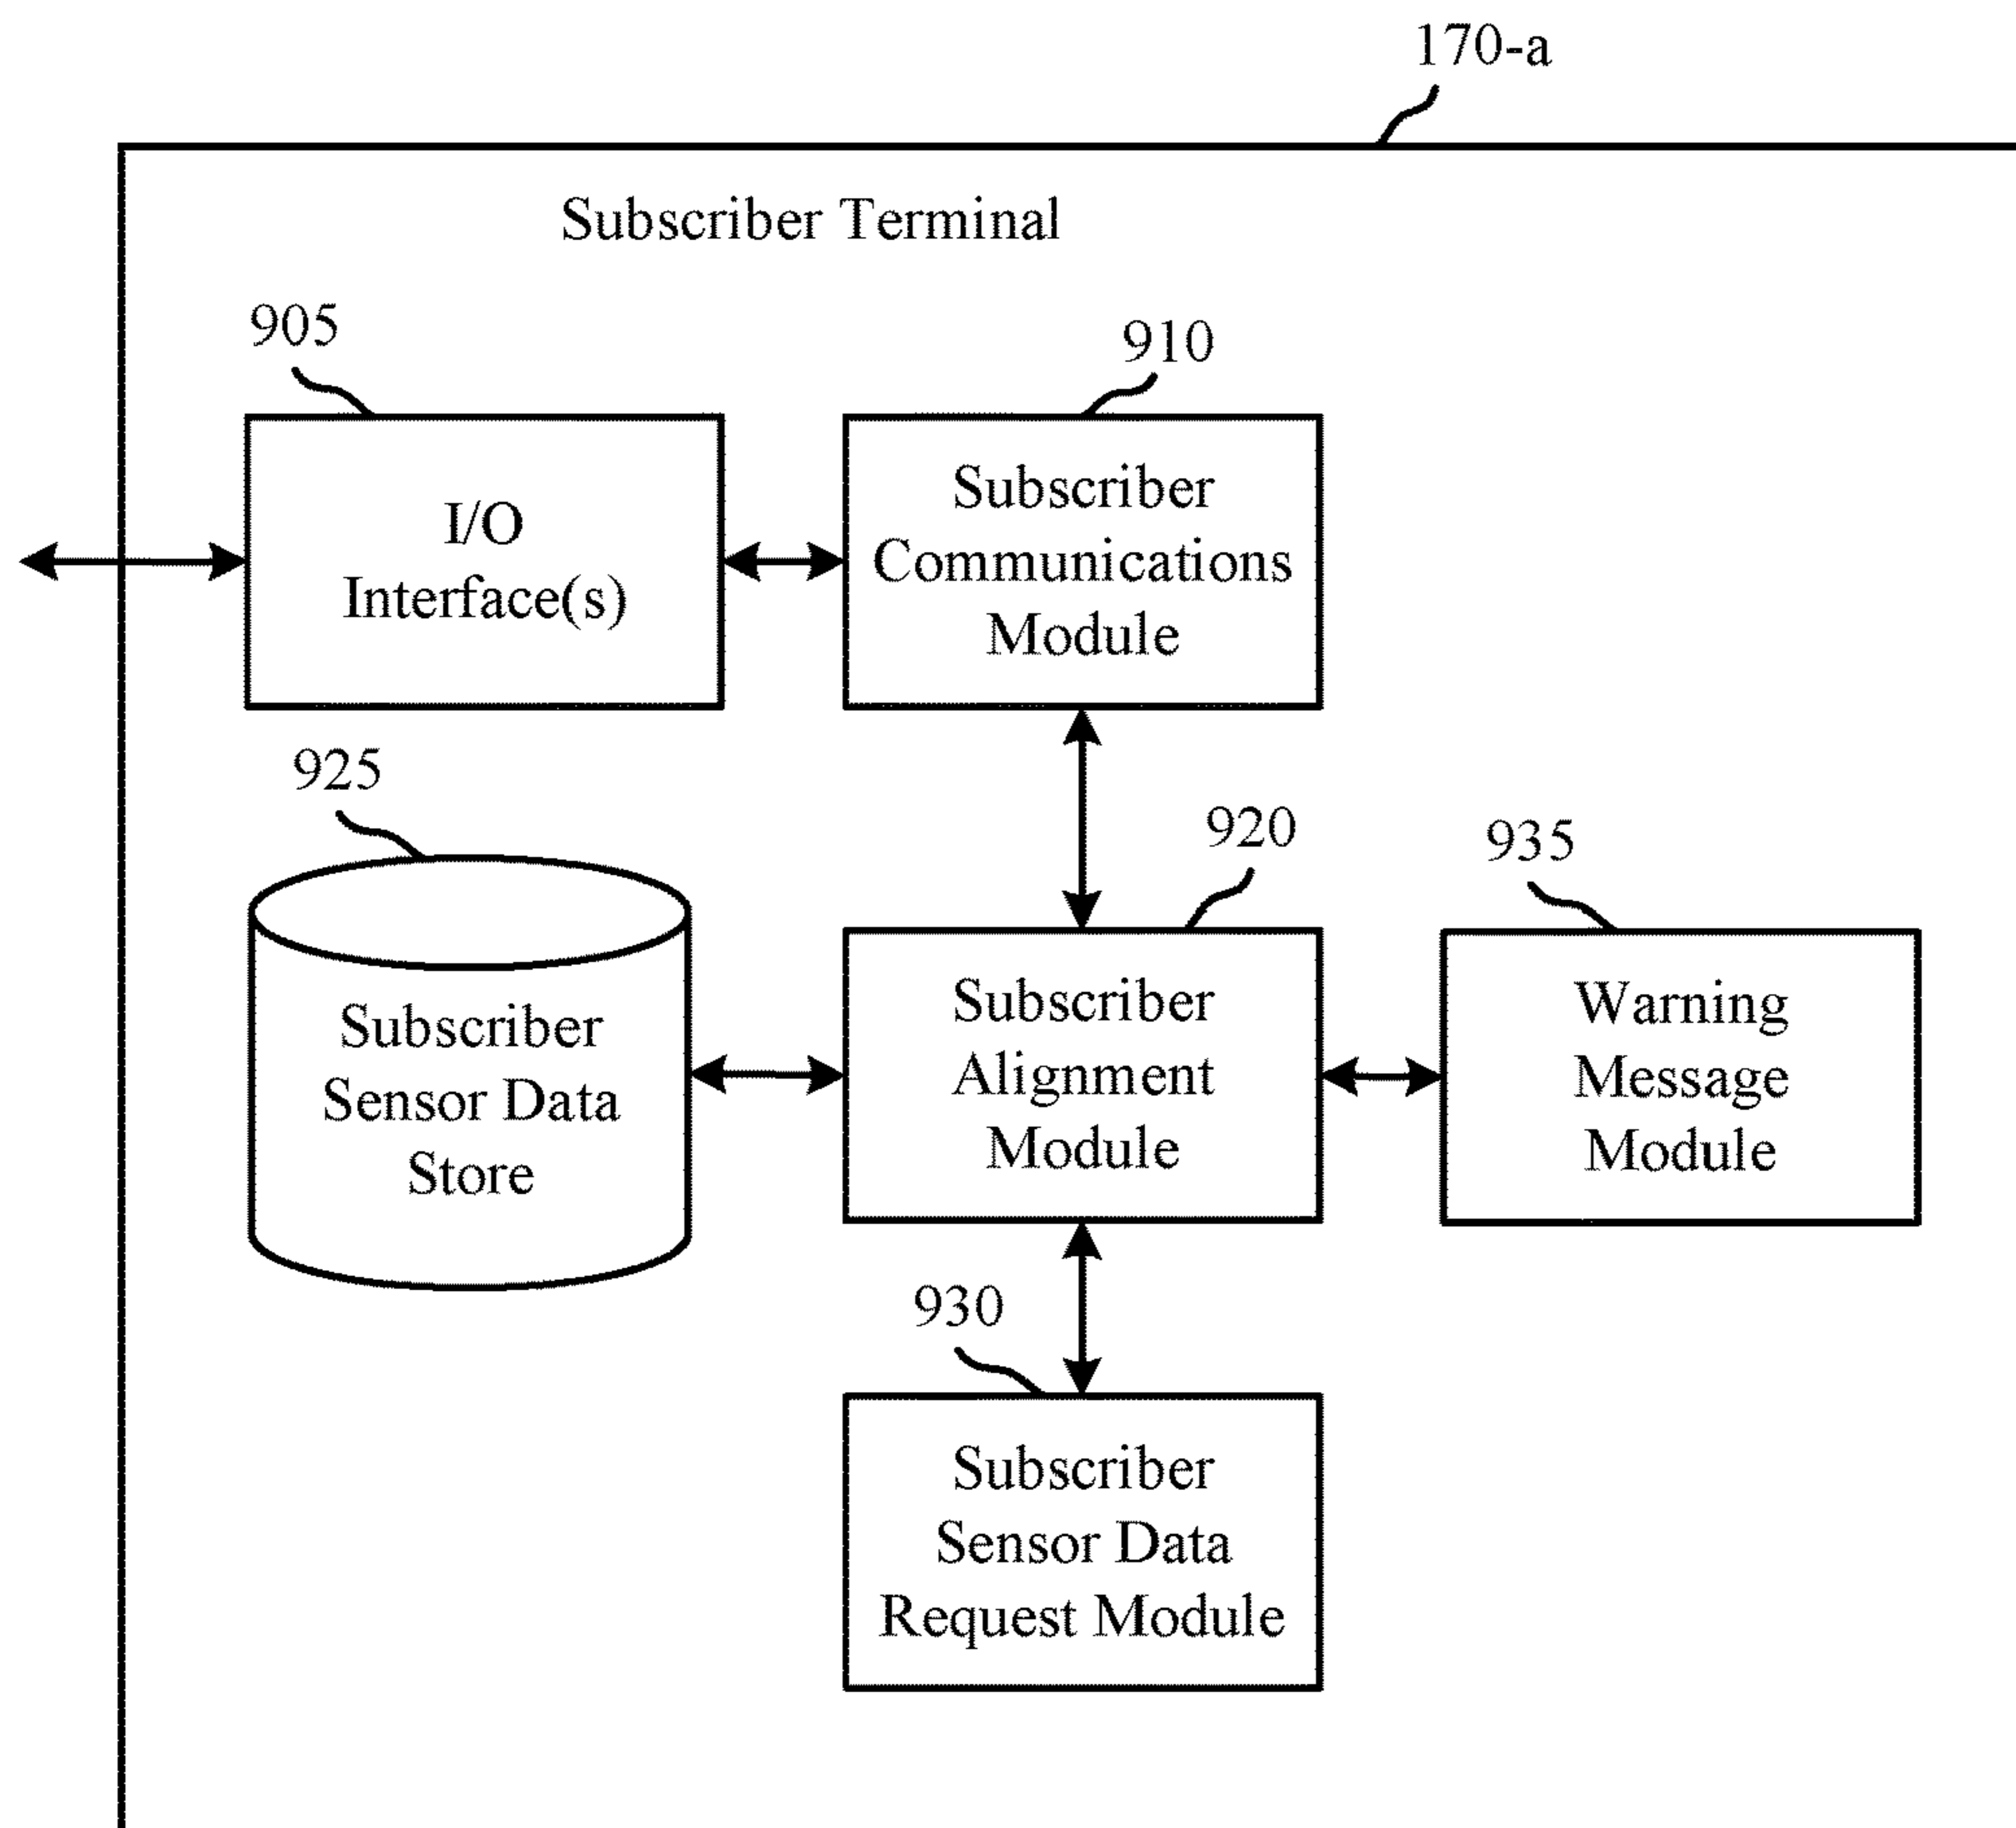 170-a
Subscriber Terminal
905
910
I/O
Interface(s)
Subscriber
Communications
Module
925
920
935
Subscriber
Sensor Data
Store
Subscriber
Alignment
Module
Warning
Message
Module
930
Subscriber
Sensor Data
Request Module